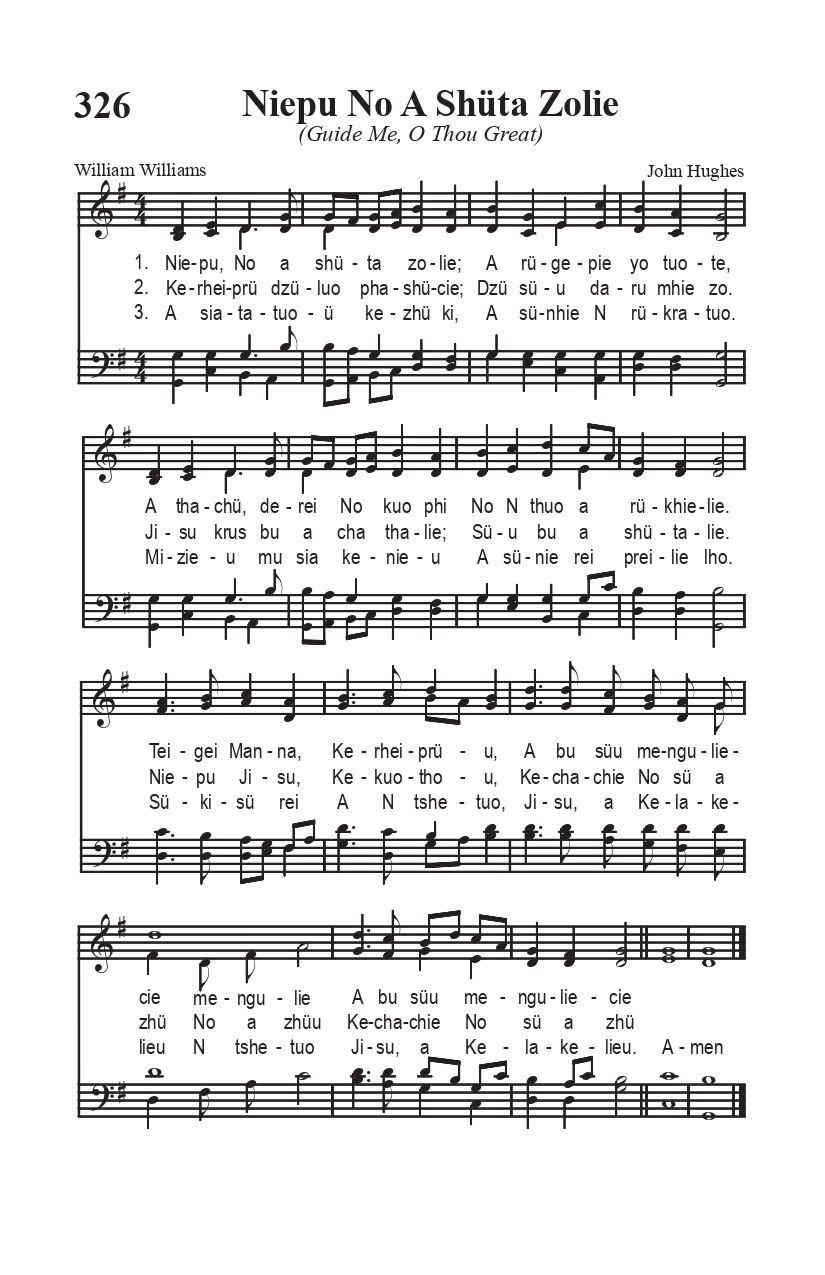 326
Niepu No A Shüta Zolie
(Guide Me, O Thou Great)
William Williams
John Hughes
1. Nie-pu, No a shü - ta zo-lie; A rü - ge - pie yo tuo - te,
2. Ke-rhei-prü dzü - luo pha-shü-cie; Dzü sü - u da - ru mhie zo.
3. A sia - ta - tuo - ü ke - zhü ki, A sü-nhie N rü - kra - tuo.
A tha-chü, de-rei No kuo phi No N thuo a rü - khie-lie.
Ji - su krus bu a cha tha-lie; Sü - u bu a shü - ta - lie.
Mi - zie - u mu sia ke - nie - u A sü-nie rei prei - lie lho.
Tei - gei Man - na, Ke - rhei-prü - u, A bu süu me-ngu-lie -
Nie - pu Ji - su, Ke - kuo-tho - u, Ke-cha-chie No sü a
Sü - ki - sü rei A N tshe - tuo, Ji - su, a Ke - la - ke -
cie me - ngu - lie A bu süu me - ngu-lie - cie
zhü No a zhüu Ke-cha-chie No sü a zhü
lieu N tshe - tuo Ji - su, a Ke - la - ke - lieu. A - men